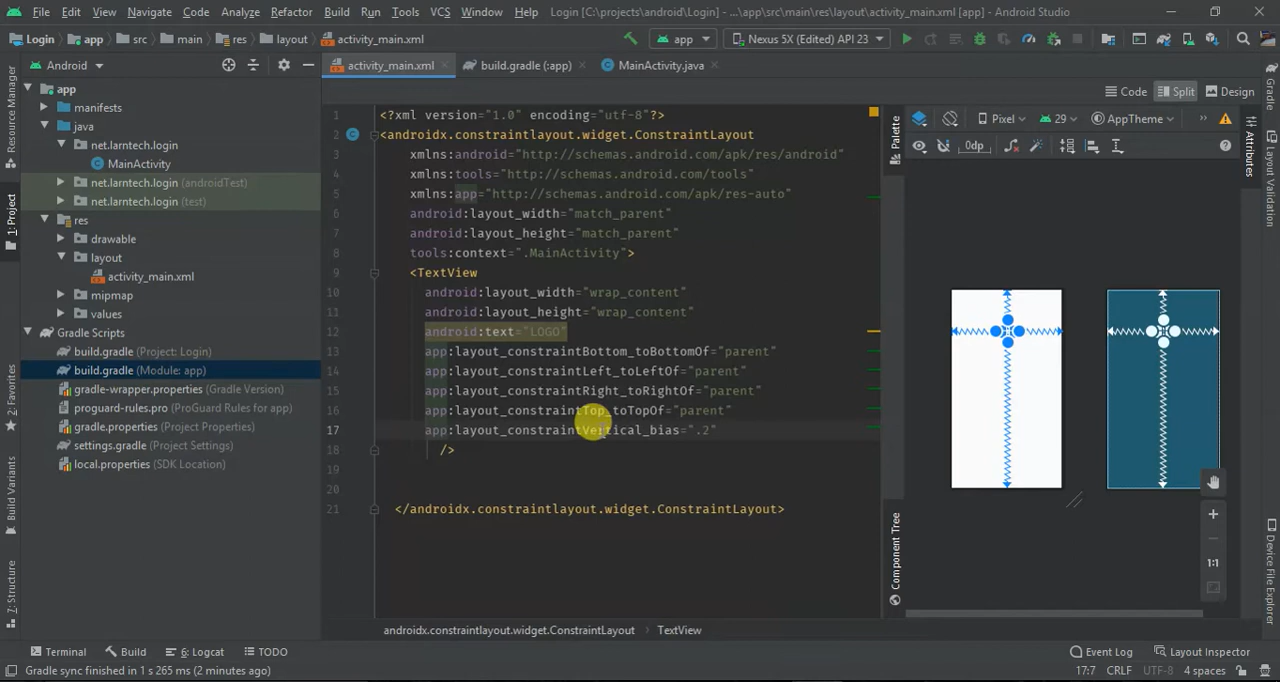 File Edit View Navigate Code Analyze Refactor Build Run Tools VCS Window Help Login [C:\projects\android\Login] - ...\app\src\main\res\layout\activity_main.xml [app] - Android Studio
Login app src main res layout activity_main.xml app Nexus 5X (Edited) API 23
Android activity_main.xml build.gradle (:app) MainActivity.java
Code Split Design
Resource Manager
1: Project
2: Favorites
Build Variants
7: Structure
app
manifests
java
net.larntech.login
MainActivity
net.larntech.login (androidTest)
net.larntech.login (test)
res
drawable
layout
activity_main.xml
mipmap
values
Gradle Scripts
build.gradle (Project: Login)
build.gradle (Module: app)
gradle-wrapper.properties (Gradle Version)
proguard-rules.pro (ProGuard Rules for app)
gradle.properties (Project Properties)
settings.gradle (Project Settings)
local.properties (SDK Location)
1 <?xml version="1.0" encoding="utf-8"?>
2 <androidx.constraintlayout.widget.ConstraintLayout
3 xmlns:android="http://schemas.android.com/apk/res/android"
4 xmlns:tools="http://schemas.android.com/tools"
5 xmlns:app="http://schemas.android.com/apk/res-auto"
6 android:layout_width="match_parent"
7 android:layout_height="match_parent"
8 tools:context=".MainActivity">
9 <TextView
10 android:layout_width="wrap_content"
11 android:layout_height="wrap_content"
12 android:text="LOGO"
13 app:layout_constraintBottom_toBottomOf="parent"
14 app:layout_constraintLeft_toLeftOf="parent"
15 app:layout_constraintRight_toRightOf="parent"
16 app:layout_constraintTop_toTopOf="parent"
17 app:layout_constraintVertical_bias=".2"
18 />
19
20
21 </androidx.constraintlayout.widget.ConstraintLayout>
androidx.constraintlayout.widget.ConstraintLayout TextView
Palette
Component Tree
Pixel 29 AppTheme
0dp
1:1
Attributes
Gradle
Layout Validation
Device File Explorer
Terminal Build 6: Logcat TODO Event Log Layout Inspector
Gradle sync finished in 1 s 265 ms (2 minutes ago) 17:7 CRLF UTF-8 4 spaces